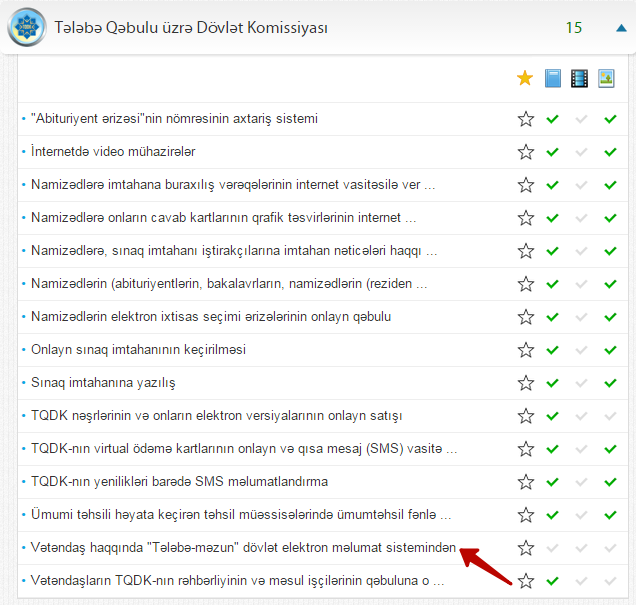 Tələbə Qəbulu üzrə Dövlət Komissiyası 15
"Abituriyent ərizəsi"nin nömrəsinin axtarış sistemi
İnternetdə video mühazirələr
Namizədlərə imtahana buraxılış vərəqələrinin internet vasitəsilə ver ...
Namizədlərə onların cavab kartlarının qrafik təsvirlərinin internet ...
Namizədlərə, sınaq imtahanı iştirakçılarına imtahan nəticələri haqqı ...
Namizədlərin (abituriyentlərin, bakalavrların, namizədlərin (reziden ...
Namizədlərin elektron ixtisas seçimi ərizələrinin onlayn qəbulu
Onlayn sınaq imtahanının keçirilməsi
Sınaq imtahanına yazılış
TQDK nəşrlərinin və onların elektron versiyalarının onlayn satışı
TQDK-nın virtual ödəmə kartlarının onlayn və qısa mesaj (SMS) vasitə ...
TQDK-nın yenilikləri barədə SMS məlumatlandırma
Ümumi təhsili həyata keçirən təhsil müəssisələrində ümumtəhsil fənlə ...
Vətəndaş haqqında "Tələbə-məzun" dövlət elektron məlumat sistemindən
Vətəndaşların TQDK-nın rəhbərliyinin və məsul işçilərinin qəbuluna o ...